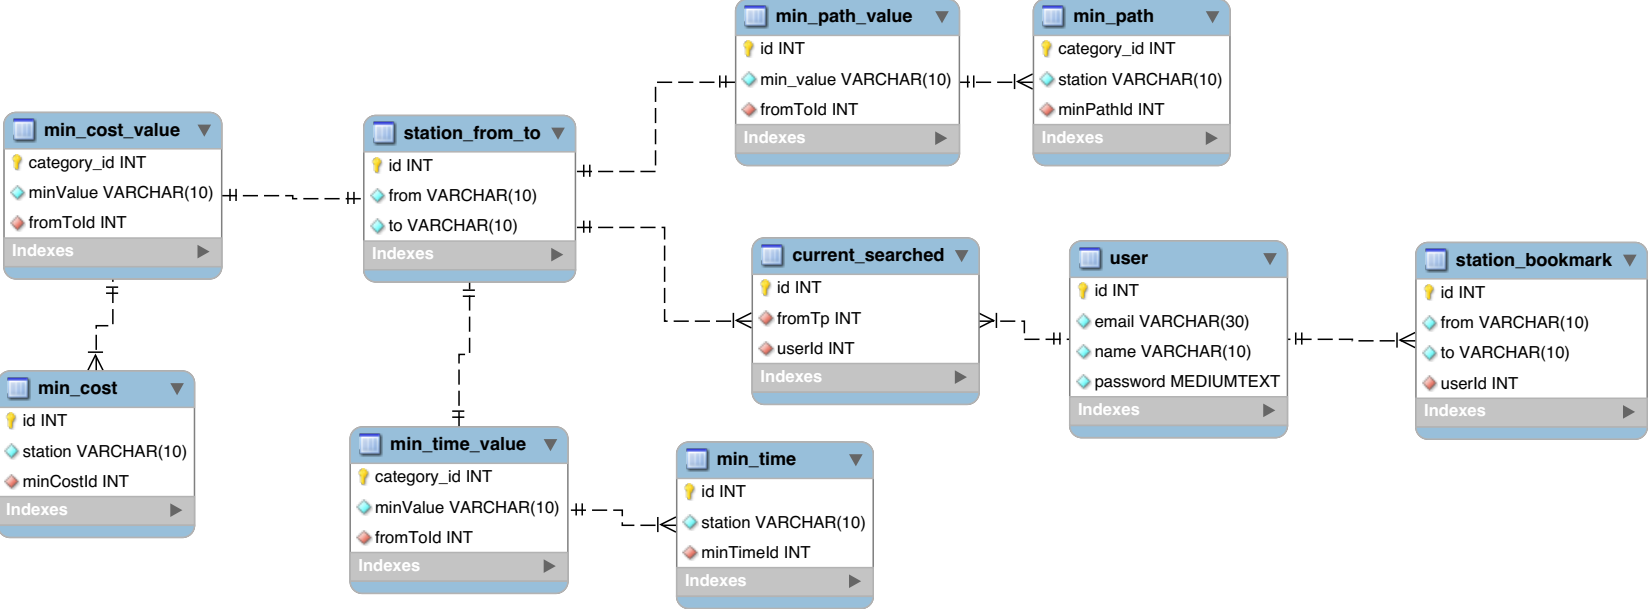 min_path_value
id INT
min_value VARCHAR(10)
fromToId INT
Indexes
min_path
category_id INT
station VARCHAR(10)
minPathId INT
Indexes
min_cost_value
category_id INT
minValue VARCHAR(10)
fromToId INT
Indexes
station_from_to
id INT
from VARCHAR(10)
to VARCHAR(10)
Indexes
current_searched
id INT
fromTp INT
userId INT
Indexes
user
id INT
email VARCHAR(30)
name VARCHAR(10)
password MEDIUMTEXT
Indexes
station_bookmark
id INT
from VARCHAR(10)
to VARCHAR(10)
userId INT
Indexes
min_cost
id INT
station VARCHAR(10)
minCostId INT
Indexes
min_time_value
category_id INT
minValue VARCHAR(10)
fromToId INT
Indexes
min_time
id INT
station VARCHAR(10)
minTimeId INT
Indexes